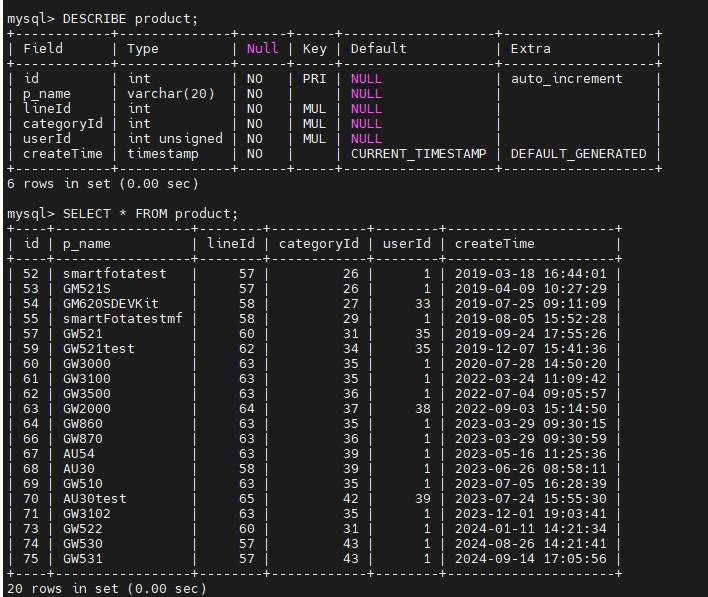 mysql> DESCRIBE product;
+------------+--------------+------+-----+-------------------+-------------------+
| Field      | Type         | Null | Key | Default           | Extra             |
+------------+--------------+------+-----+-------------------+-------------------+
| id         | int          | NO   | PRI | NULL              | auto_increment    |
| p_name     | varchar(20)  | NO   |     | NULL              |                   |
| lineId     | int          | NO   | MUL | NULL              |                   |
| categoryId | int          | NO   | MUL | NULL              |                   |
| userId     | int unsigned | NO   | MUL | NULL              |                   |
| createTime | timestamp    | NO   |     | CURRENT_TIMESTAMP | DEFAULT_GENERATED |
+------------+--------------+------+-----+-------------------+-------------------+
6 rows in set (0.00 sec)
mysql> SELECT * FROM product;
+----+-----------------+--------+------------+--------+---------------------+
| id | p_name          | lineId | categoryId | userId | createTime          |
+----+-----------------+--------+------------+--------+---------------------+
| 52 | smartfotatest   |     57 |         26 |      1 | 2019-03-18 16:44:01 |
| 53 | GM521S          |     57 |         26 |      1 | 2019-04-09 10:27:29 |
| 54 | GM620SDEVKit    |     58 |         27 |     33 | 2019-07-25 09:11:09 |
| 55 | smartFotatestmf |     58 |         29 |      1 | 2019-08-05 15:52:28 |
| 57 | GW521           |     60 |         31 |     35 | 2019-09-24 17:55:26 |
| 59 | GW521test       |     62 |         34 |     35 | 2019-12-07 15:41:36 |
| 60 | GW3000          |     63 |         35 |      1 | 2020-07-28 14:50:20 |
| 61 | GW3100          |     63 |         35 |      1 | 2022-03-24 11:09:42 |
| 62 | GW3500          |     63 |         36 |      1 | 2022-07-04 09:05:57 |
| 63 | GW2000          |     64 |         37 |     38 | 2022-09-03 15:14:50 |
| 64 | GW860           |     63 |         35 |      1 | 2023-03-29 09:30:15 |
| 66 | GW870           |     63 |         36 |      1 | 2023-03-29 09:30:59 |
| 67 | AU54            |     63 |         39 |      1 | 2023-05-16 11:25:36 |
| 68 | AU30            |     58 |         39 |      1 | 2023-06-26 08:58:11 |
| 69 | GW510           |     63 |         35 |      1 | 2023-07-05 16:28:39 |
| 70 | AU30test        |     65 |         42 |     39 | 2023-07-24 15:55:30 |
| 71 | GW3102          |     63 |         35 |      1 | 2023-12-01 19:03:41 |
| 73 | GW522           |     60 |         31 |      1 | 2024-01-11 14:21:34 |
| 74 | GW530           |     57 |         43 |      1 | 2024-08-26 14:21:41 |
| 75 | GW531           |     57 |         43 |      1 | 2024-09-14 17:05:56 |
+----+-----------------+--------+------------+--------+---------------------+
20 rows in set (0.00 sec)